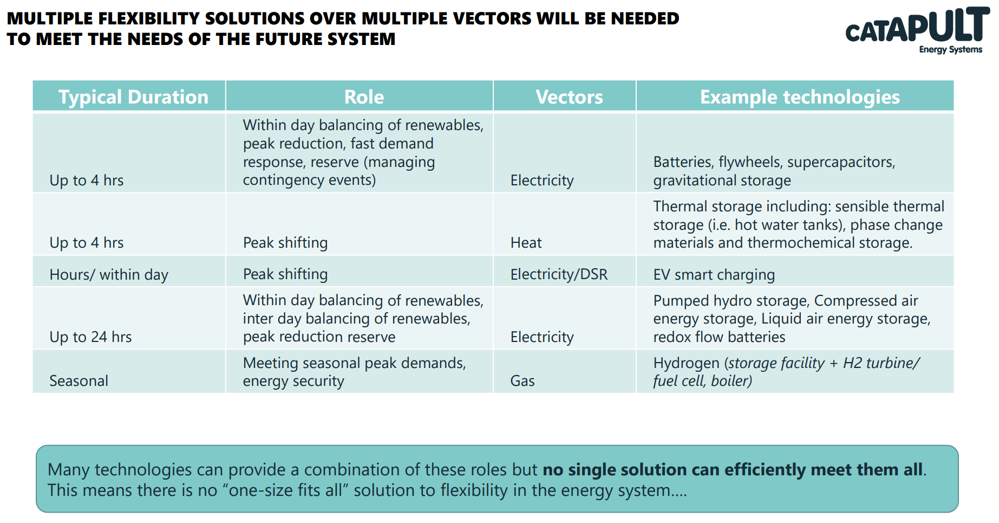 MULTIPLE FLEXIBILITY SOLUTIONS OVER MULTIPLE VECTORS WILL BE NEEDED
TO MEET THE NEEDS OF THE FUTURE SYSTEM
CATAPULT
Energy Systems
Typical Duration
Role
Vectors
Example technologies
Up to 4 hrs
Within day balancing of renewables,
peak reduction, fast demand
response, reserve (managing
contingency events)
Electricity
Batteries, flywheels, supercapacitors,
gravitational storage
Up to 4 hrs
Peak shifting
Heat
Thermal storage including: sensible thermal
storage (i.e. hot water tanks), phase change
materials and thermochemical storage.
Hours/ within day
Peak shifting
Electricity/DSR
EV smart charging
Up to 24 hrs
Within day balancing of renewables,
inter day balancing of renewables,
peak reduction reserve
Electricity
Pumped hydro storage, Compressed air
energy storage, Liquid air energy storage,
redox flow batteries
Seasonal
Meeting seasonal peak demands,
energy security
Gas
Hydrogen (storage facility + H2 turbine/
fuel cell, boiler)
Many technologies can provide a combination of these roles but no single solution can efficiently meet them all.
This means there is no “one-size fits all” solution to flexibility in the energy system....